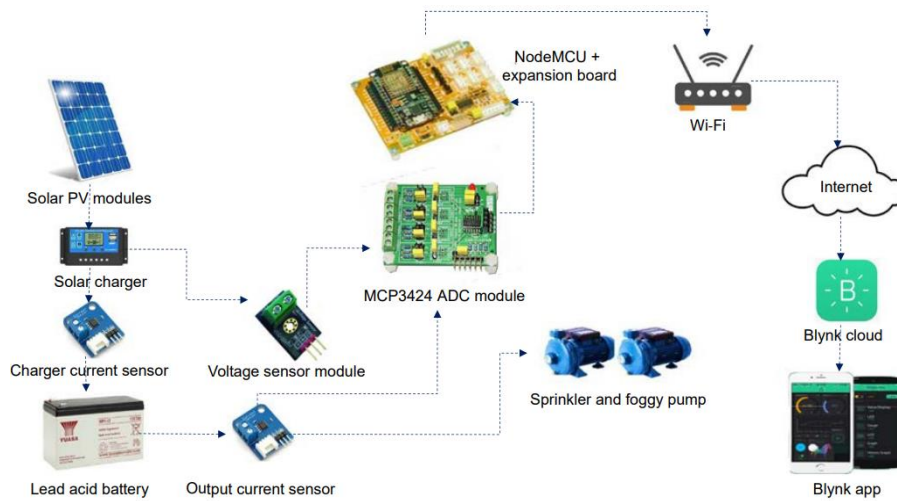 NodeMCU +
expansion board
Wi-Fi
Solar PV modules
Internet
Solar charger
MCP3424 ADC module
B
Blynk cloud
Charger current sensor
Voltage sensor module
Sprinkler and foggy pump
YUASA
Lead acid battery
Output current sensor
Blynk app